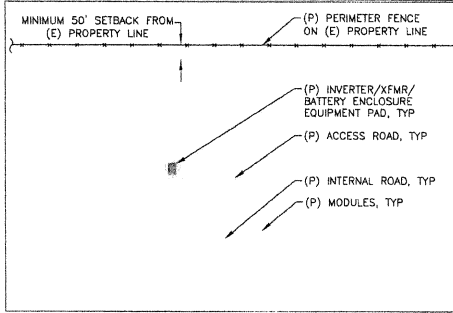 MINIMUM 50' SETBACK FROM
(E) PROPERTY LINE
(P) PERIMETER FENCE
ON (E) PROPERTY LINE
(P) INVERTER/XFMR/
BATTERY ENCLOSURE
EQUIPMENT PAD, TYP
(P) ACCESS ROAD, TYP
(P) INTERNAL ROAD, TYP
(P) MODULES, TYP